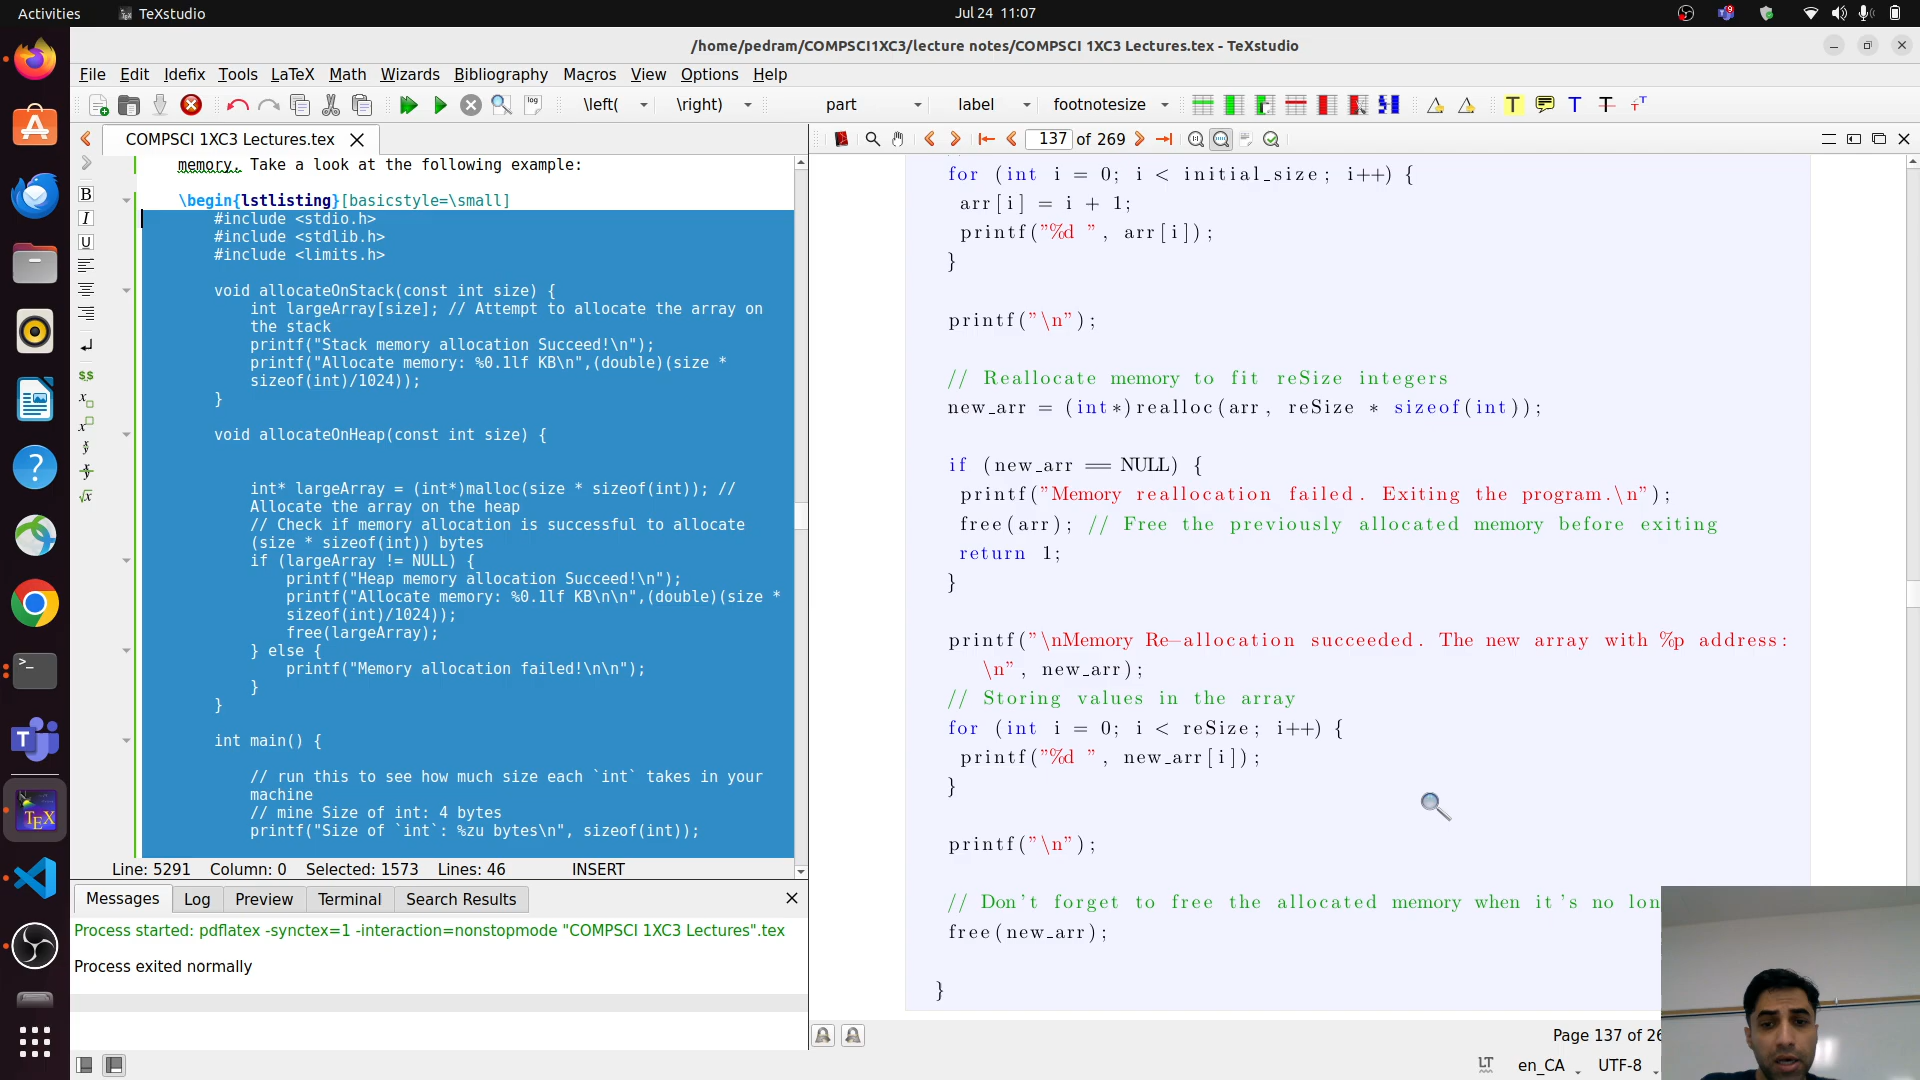 Activities
TeXstudio
Jul 24 11:07
/home/pedram/COMPSCI1XC3/lecture notes/COMPSCI 1XC3 Lectures.tex - TeXstudio
File Edit Idefix Tools LaTeX Math Wizards Bibliography Macros View Options Help
\left( \right) part label footnotesize
COMPSCI 1XC3 Lectures.tex
137 of 269
memory. Take a look at the following example:
\begin{lstlisting}[basicstyle=\small]
#include <stdio.h>
#include <stdlib.h>
#include <limits.h>
void allocateOnStack(const int size) {
int largeArray[size]; // Attempt to allocate the array on
the stack
printf("Stack memory allocation Succeed!\n");
printf("Allocate memory: %0.1lf KB\n",(double)(size *
sizeof(int)/1024));
}
void allocateOnHeap(const int size) {
int* largeArray = (int*)malloc(size * sizeof(int)); //
Allocate the array on the heap
// Check if memory allocation is successful to allocate
(size * sizeof(int)) bytes
if (largeArray != NULL) {
printf("Heap memory allocation Succeed!\n");
printf("Allocate memory: %0.1lf KB\n\n",(double)(size *
sizeof(int)/1024));
free(largeArray);
} else {
printf("Memory allocation failed!\n\n");
}
}
int main() {
// run this to see how much size each `int` takes in your
machine
// mine Size of int: 4 bytes
printf("Size of `int`: %zu bytes\n", sizeof(int));
Line: 5291 Column: 0 Selected: 1573 Lines: 46 INSERT
Messages Log Preview Terminal Search Results
Process started: pdflatex -synctex=1 -interaction=nonstopmode "COMPSCI 1XC3 Lectures".tex
Process exited normally
for (int i = 0; i < initial_size; i++) {
arr[i] = i + 1;
printf("%d ", arr[i]);
}
printf("\n");
// Reallocate memory to fit reSize integers
new_arr = (int*)realloc(arr, reSize * sizeof(int));
if (new_arr == NULL) {
printf("Memory reallocation failed. Exiting the program.\n");
free(arr); // Free the previously allocated memory before exiting
return 1;
}
printf("\nMemory Re-allocation succeeded. The new array with %p address:
\n", new_arr);
// Storing values in the array
for (int i = 0; i < reSize; i++) {
printf("%d ", new_arr[i]);
}
printf("\n");
// Don't forget to free the allocated memory when it's no lon
free(new_arr);
}
Page 137 of 26
en_CA UTF-8